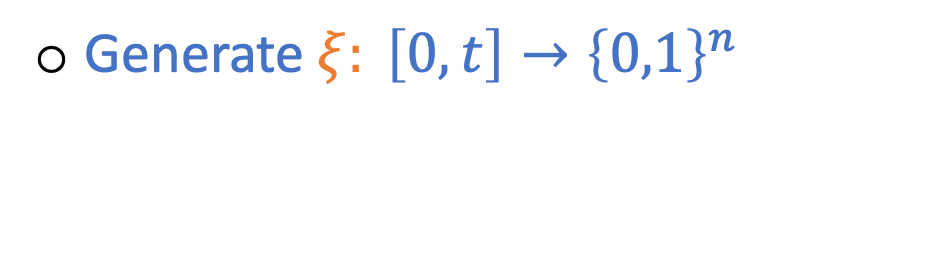 ○ Generate ξ: [0, t] → {0,1}ⁿ